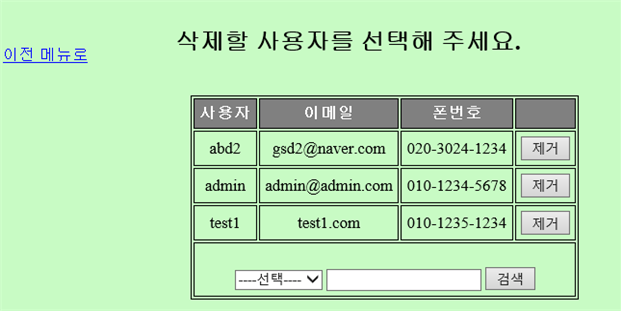 삭제할 사용자를 선택해 주세요.
이전 메뉴로
사용자 이메일 폰번호
abd2 gsd2@naver.com 020-3024-1234 제거
admin admin@admin.com 010-1234-5678 제거
test1 test1.com 010-1235-1234 제거
----선택---- 검색